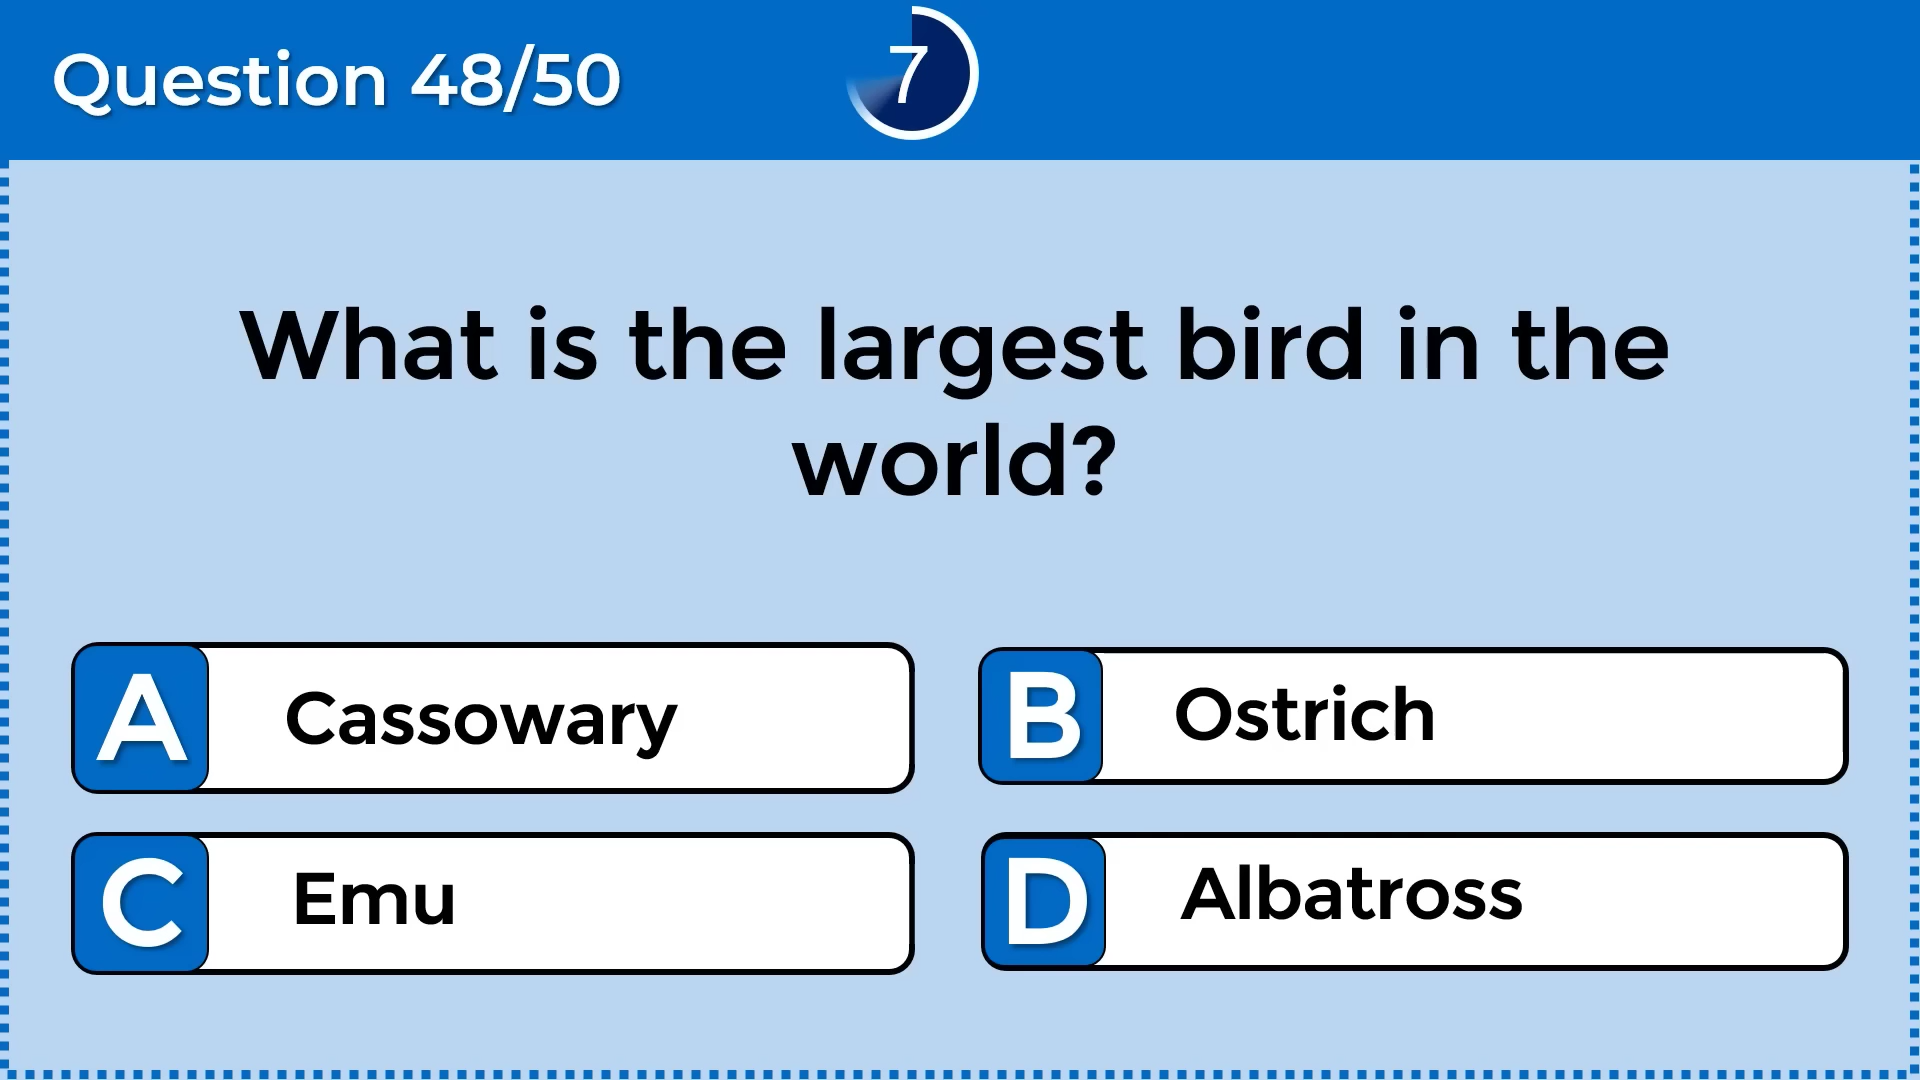 Question 48/50
7
What is the largest bird in the
world?
A Cassowary
B Ostrich
C Emu
D Albatross